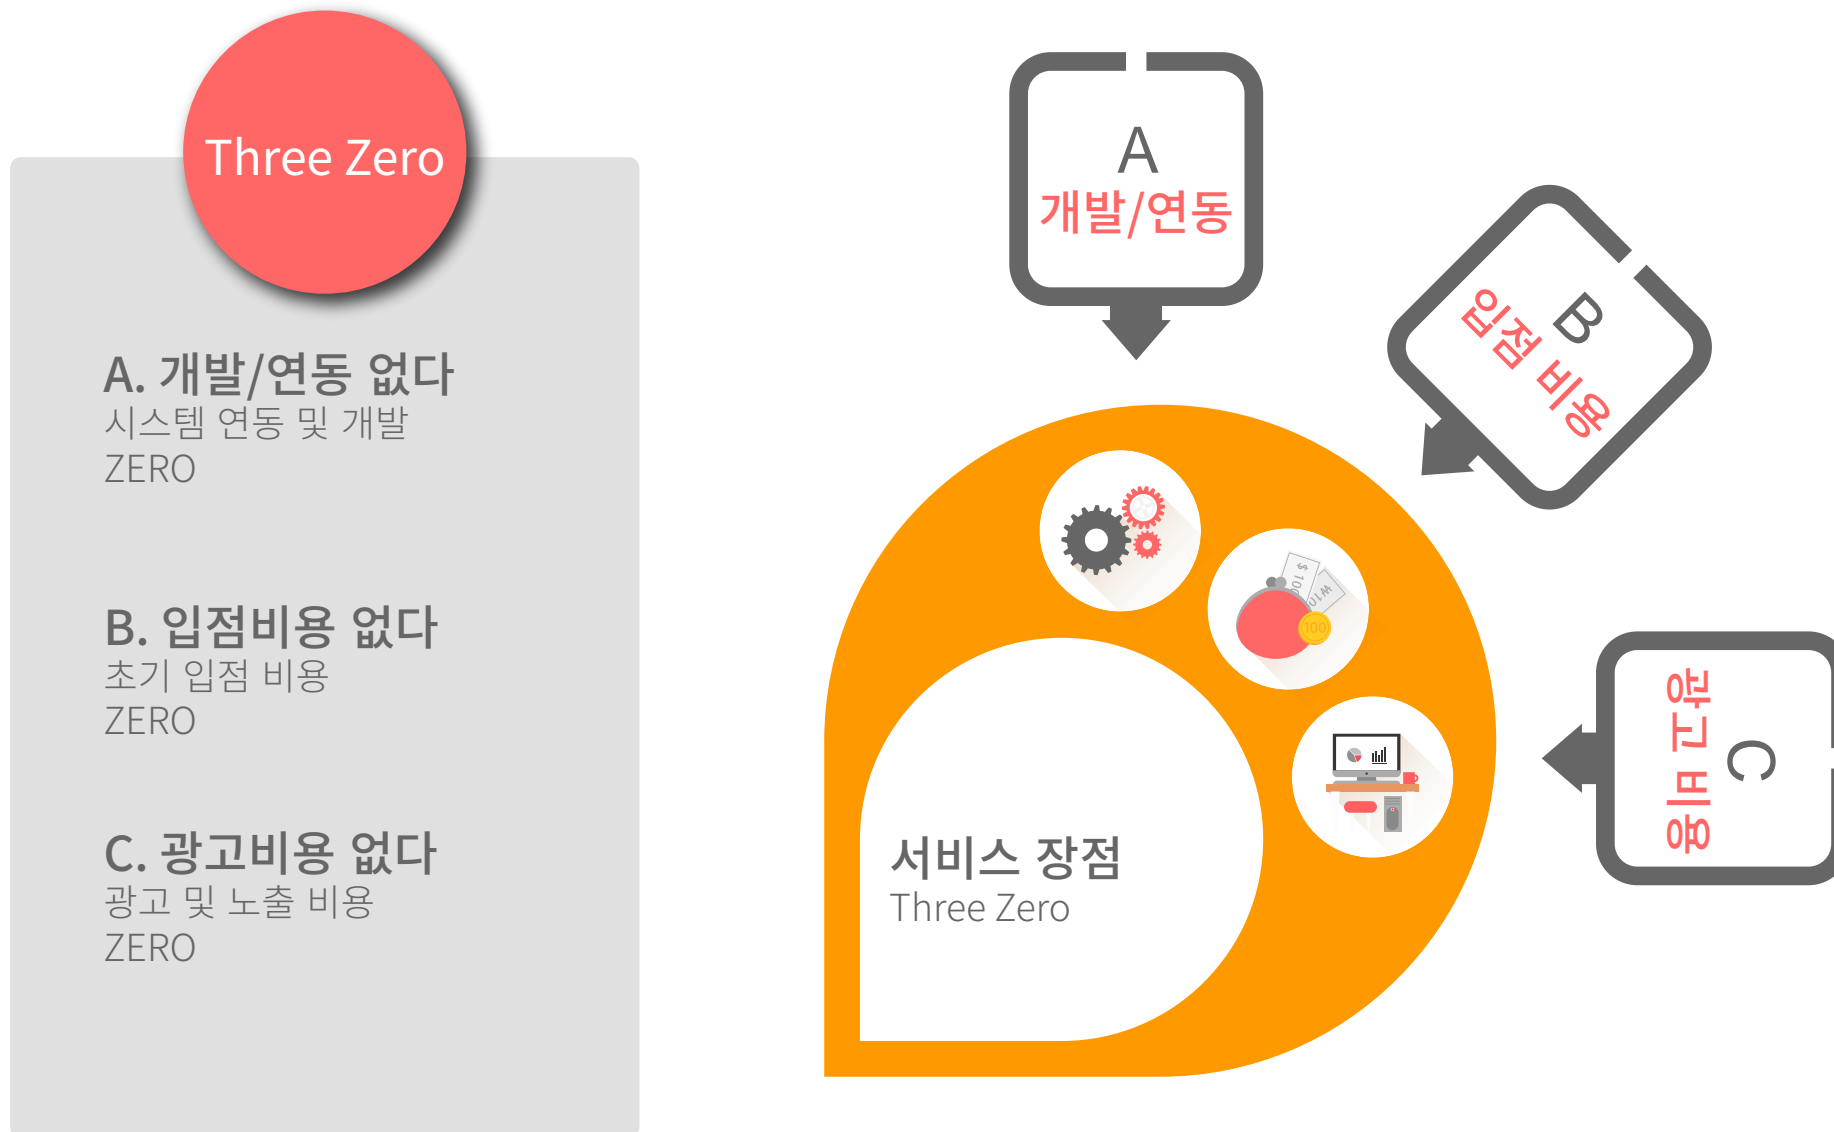 Three Zero
A. 개발/연동 없다
시스템 연동 및 개발
ZERO
B. 입점비용 없다
초기 입점 비용
ZERO
C. 광고비용 없다
광고 및 노출 비용
ZERO
A
개발/연동
B
입점 비용
C
광고 비용
서비스 장점
Three Zero
$ 100
100